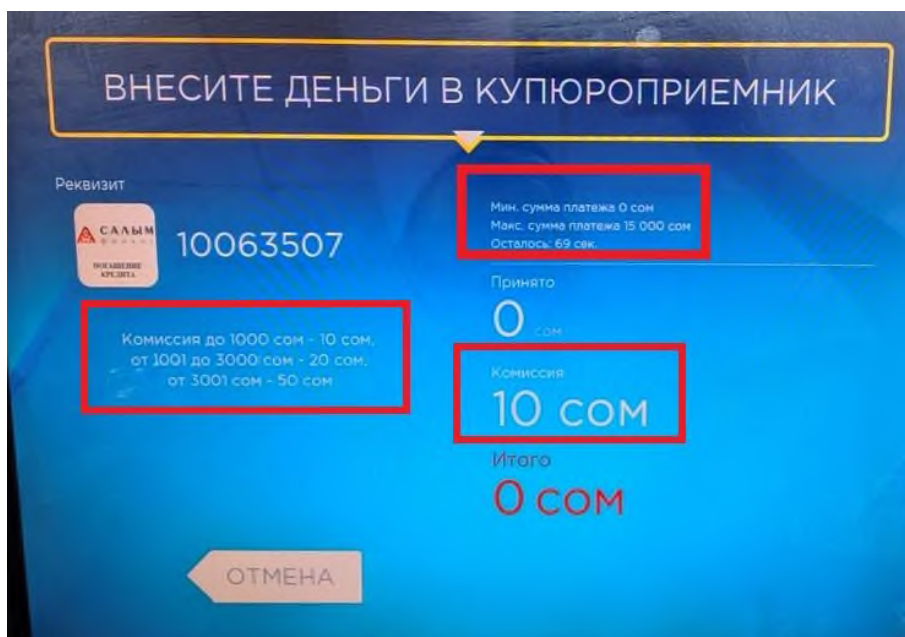 ВНЕСИТЕ ДЕНЬГИ В КУПЮРОПРИЕМНИК
Реквизит
САЛЫМ
ФИНАНС
ПОГАШЕНИЕ
КРЕДИТА
10063507
Комиссия до 1000 сом - 10 сом,
от 1001 до 3000 сом - 20 сом,
от 3001 сом - 50 сом
Мин. сумма платежа 0 сом
Макс. сумма платежа 15 000 сом
Осталось: 69 сек.
Принято
0 сом
Комиссия
10 сом
Итого
0 сом
ОТМЕНА